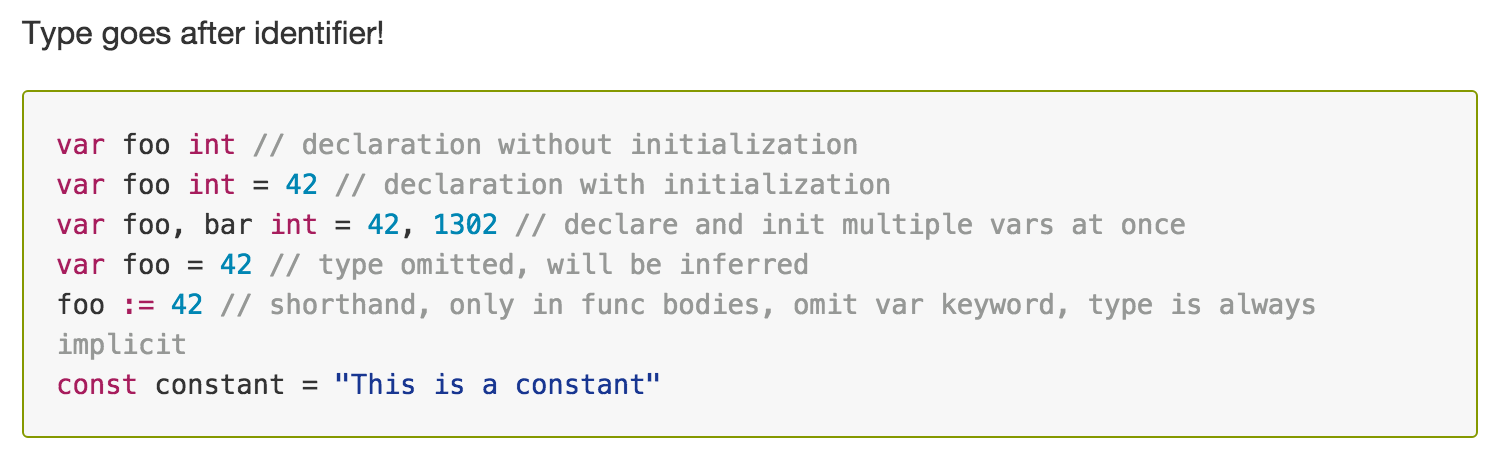 Type goes after identifier!
var foo int // declaration without initialization
var foo int = 42 // declaration with initialization
var foo, bar int = 42, 1302 // declare and init multiple vars at once
var foo = 42 // type omitted, will be inferred
foo := 42 // shorthand, only in func bodies, omit var keyword, type is always
implicit
const constant = "This is a constant"